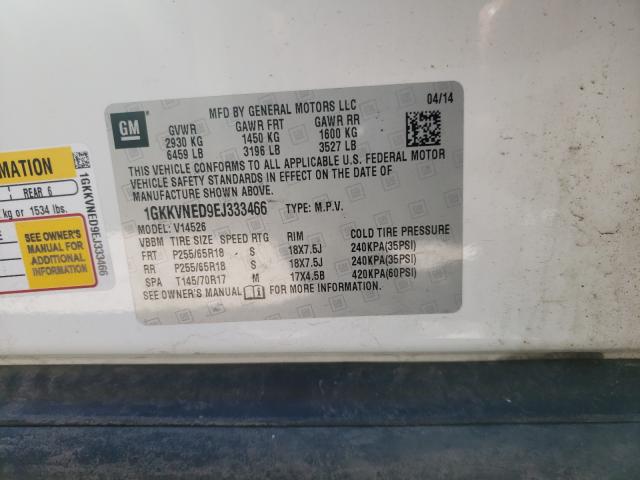 MFD BY GENERAL MOTORS LLC 04/14
GM
GVWR GAWR FRT GAWR RR
2930 KG 1450 KG 1600 KG
6459 LB 3196 LB 3527 LB
THIS VEHICLE CONFORMS TO ALL APPLICABLE U.S. FEDERAL MOTOR
VEHICLE SAFETY STANDARDS IN EFFECT ON THE DATE OF
MANUFACTURE SHOWN ABOVE.
1GKKVNED9EJ333466 TYPE: M.P.V.
MODEL: V14526
VBBM TIRE SIZE SPEED RTG RIM COLD TIRE PRESSURE
FRT P255/65R18 S 18X7.5J 240KPA(35PSI)
RR P255/65R18 S 18X7.5J 240KPA(35PSI)
SPA T145/70R17 M 17X4.5B 420KPA(60PSI)
SEE OWNER'S MANUAL FOR MORE INFORMATION.
MATION
REAR 6
kg or 1534 lbs.
SEE OWNER'S
MANUAL FOR
ADDITIONAL
INFORMATION
1GKKVNED9EJ333466